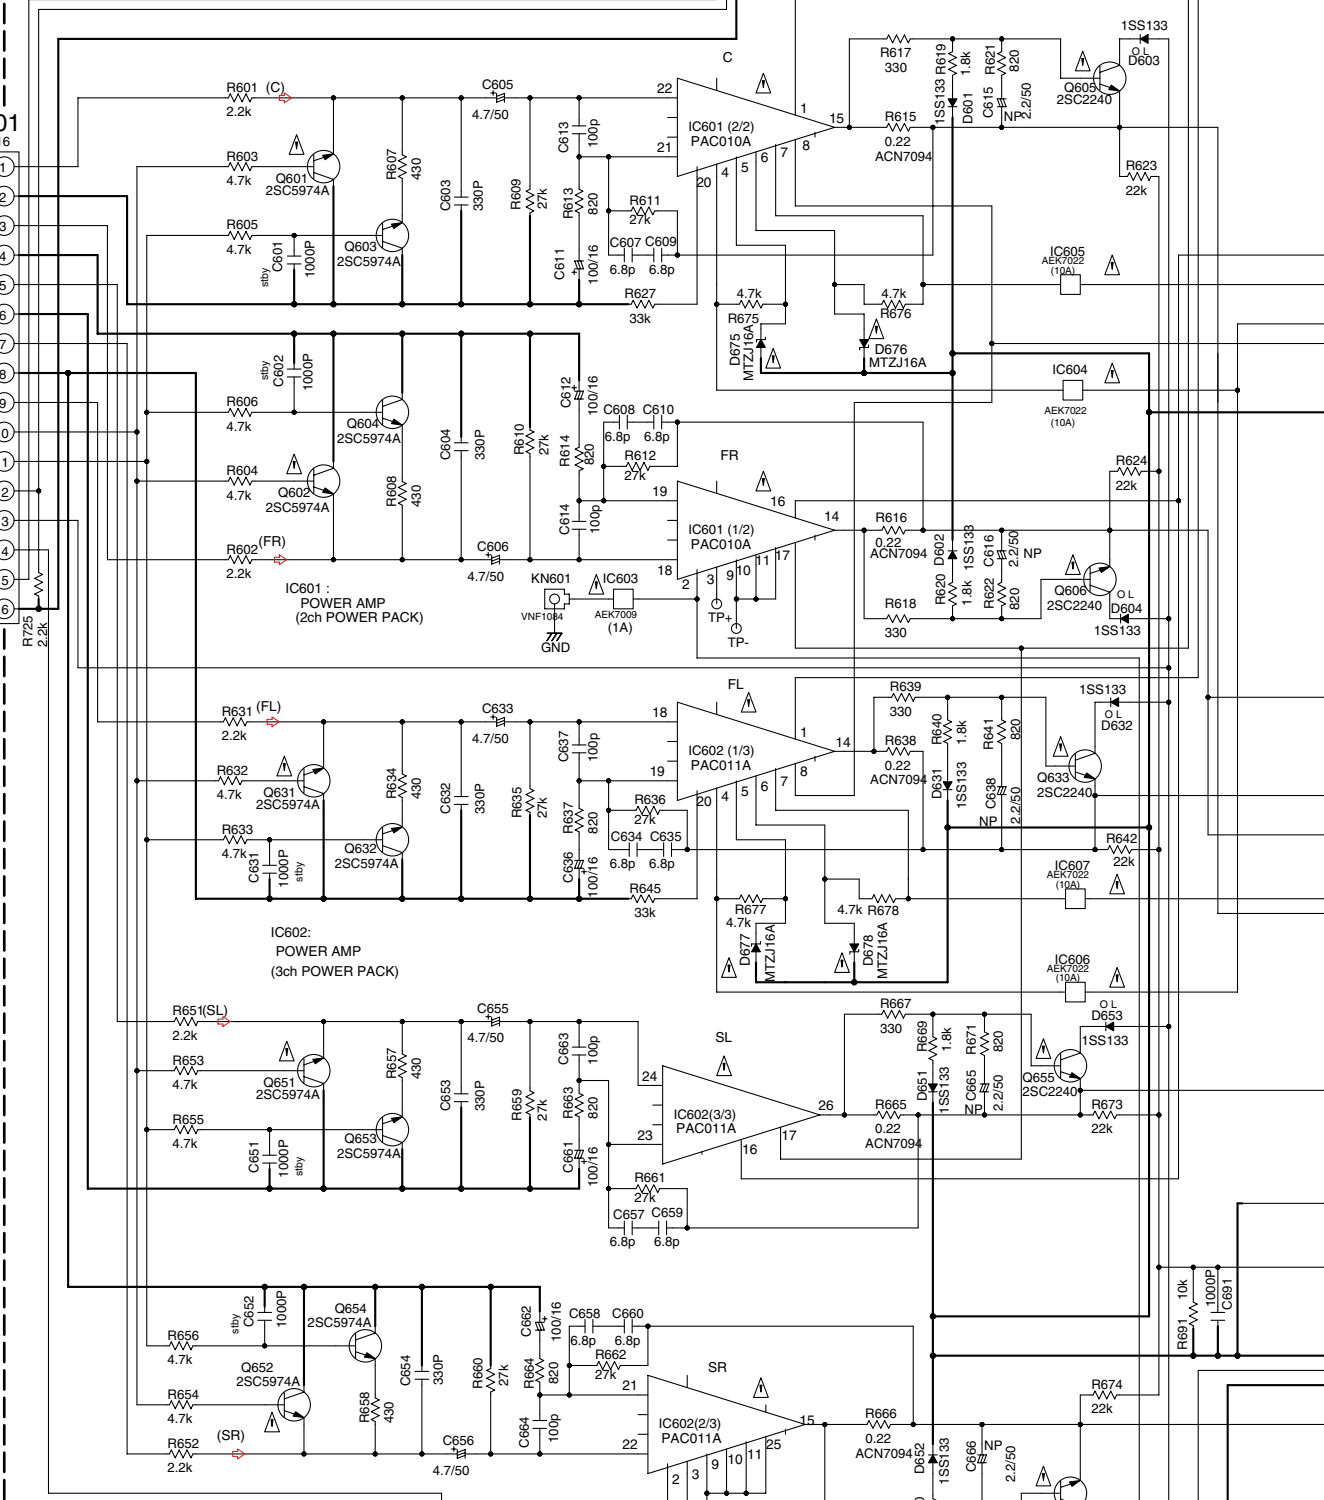 1SS133
O L
D603
C
R617
330
R619
1.8k
R621
820
Q605
2SC2240
01
16
R601
(C)
2.2k
C605
4.7/50
22
1
15
1SS133
D601
C615
NP
2.2/50
R615
0.22
ACN7094
C613
100p
IC601 (2/2)
PAC010A
21
8
7
6
5
4
20
R623
22k
1
R603
4.7k
Q601
2SC5974A
R607
430
C603
330P
R609
27k
R613
820
R611
27k
2
3
R605
4.7k
C601
1000P
stby
Q603
2SC5974A
C607 C609
6.8p 6.8p
C611
100/16
4
5
IC605
AEK7022
(10A)
R627
33k
4.7k
R675
4.7k
R676
6
7
D675
MTZJ16A
D676
MTZJ16A
8
stby
C602
1000P
IC604
AEK7022
(10A)
9
R606
4.7k
Q604
2SC5974A
C612
100/16
C608 C610
6.8p 6.8p
0
C604
330P
R610
27k
R614
820
R612
27k
FR
1
R604
4.7k
Q602
2SC5974A
R608
430
R624
22k
2
19
16
14
C614
100p
IC601 (1/2)
PAC010A
R616
0.22
ACN7094
D602
1SS133
C616
2.2/50
NP
3
R602
(FR)
2.2k
C606
4.7/50
18
2
3
9
10
11
17
4
5
6
R725
2.2k
IC601 :
POWER AMP
(2ch POWER PACK)
KN601
VNF1084
GND
IC603
AEK7009
(1A)
TP+
TP-
R618
330
R620
1.8k
R622
820
Q606
2SC2240
O L
D604
1SS133
R631
(FL)
2.2k
C633
4.7/50
FL
18
1
14
R639
330
R640
1.8k
R641
820
1SS133
O L
D632
C637
100p
IC602 (1/3)
PAC011A
19
8
7
6
5
4
20
R638
0.22
ACN7094
D631
1SS133
C638
2.2/50
NP
Q633
2SC2240
R632
4.7k
Q631
2SC5974A
R634
430
C632
330P
R635
27k
R637
820
R636
27k
R633
4.7k
C631
1000P
stby
Q632
2SC5974A
C634 C635
6.8p 6.8p
C636
100/16
R642
22k
IC607
AEK7022
(10A)
R645
33k
R677
4.7k
4.7k R678
IC602:
POWER AMP
(3ch POWER PACK)
D677
MTZJ16A
D678
MTZJ16A
IC606
AEK7022
(10A)
R651(SL)
2.2k
C655
4.7/50
SL
R667
330
R669
1.8k
R671
820
O L
D653
1SS133
R653
4.7k
Q651
2SC5974A
R657
430
C663
100p
24
Q655
2SC2240
C653
330P
R659
27k
R663
820
IC602(3/3)
PAC011A
26
D651
1SS133
C665
2.2/50
NP
R655
4.7k
C651
1000P
stby
Q653
2SC5974A
C661
100/16
23
17
16
R665
0.22
ACN7094
R673
22k
R661
27k
C657 C659
6.8p 6.8p
stby
C652
1000P
Q654
2SC5974A
C662
100/16
C658 C660
6.8p 6.8p
R691
10k
1000P
C691
R656
4.7k
Q652
2SC5974A
C654
330P
R660
27k
R664
820
R662
27k
SR
R654
4.7k
R658
430
21
R674
22k
C664
100p
IC602(2/3)
PAC011A
15
R666
0.22
ACN7094
(SR)
R652
2.2k
C656
4.7/50
22
2
3
9
10
11
25
D652
1SS133
C666
NP
2.2/50